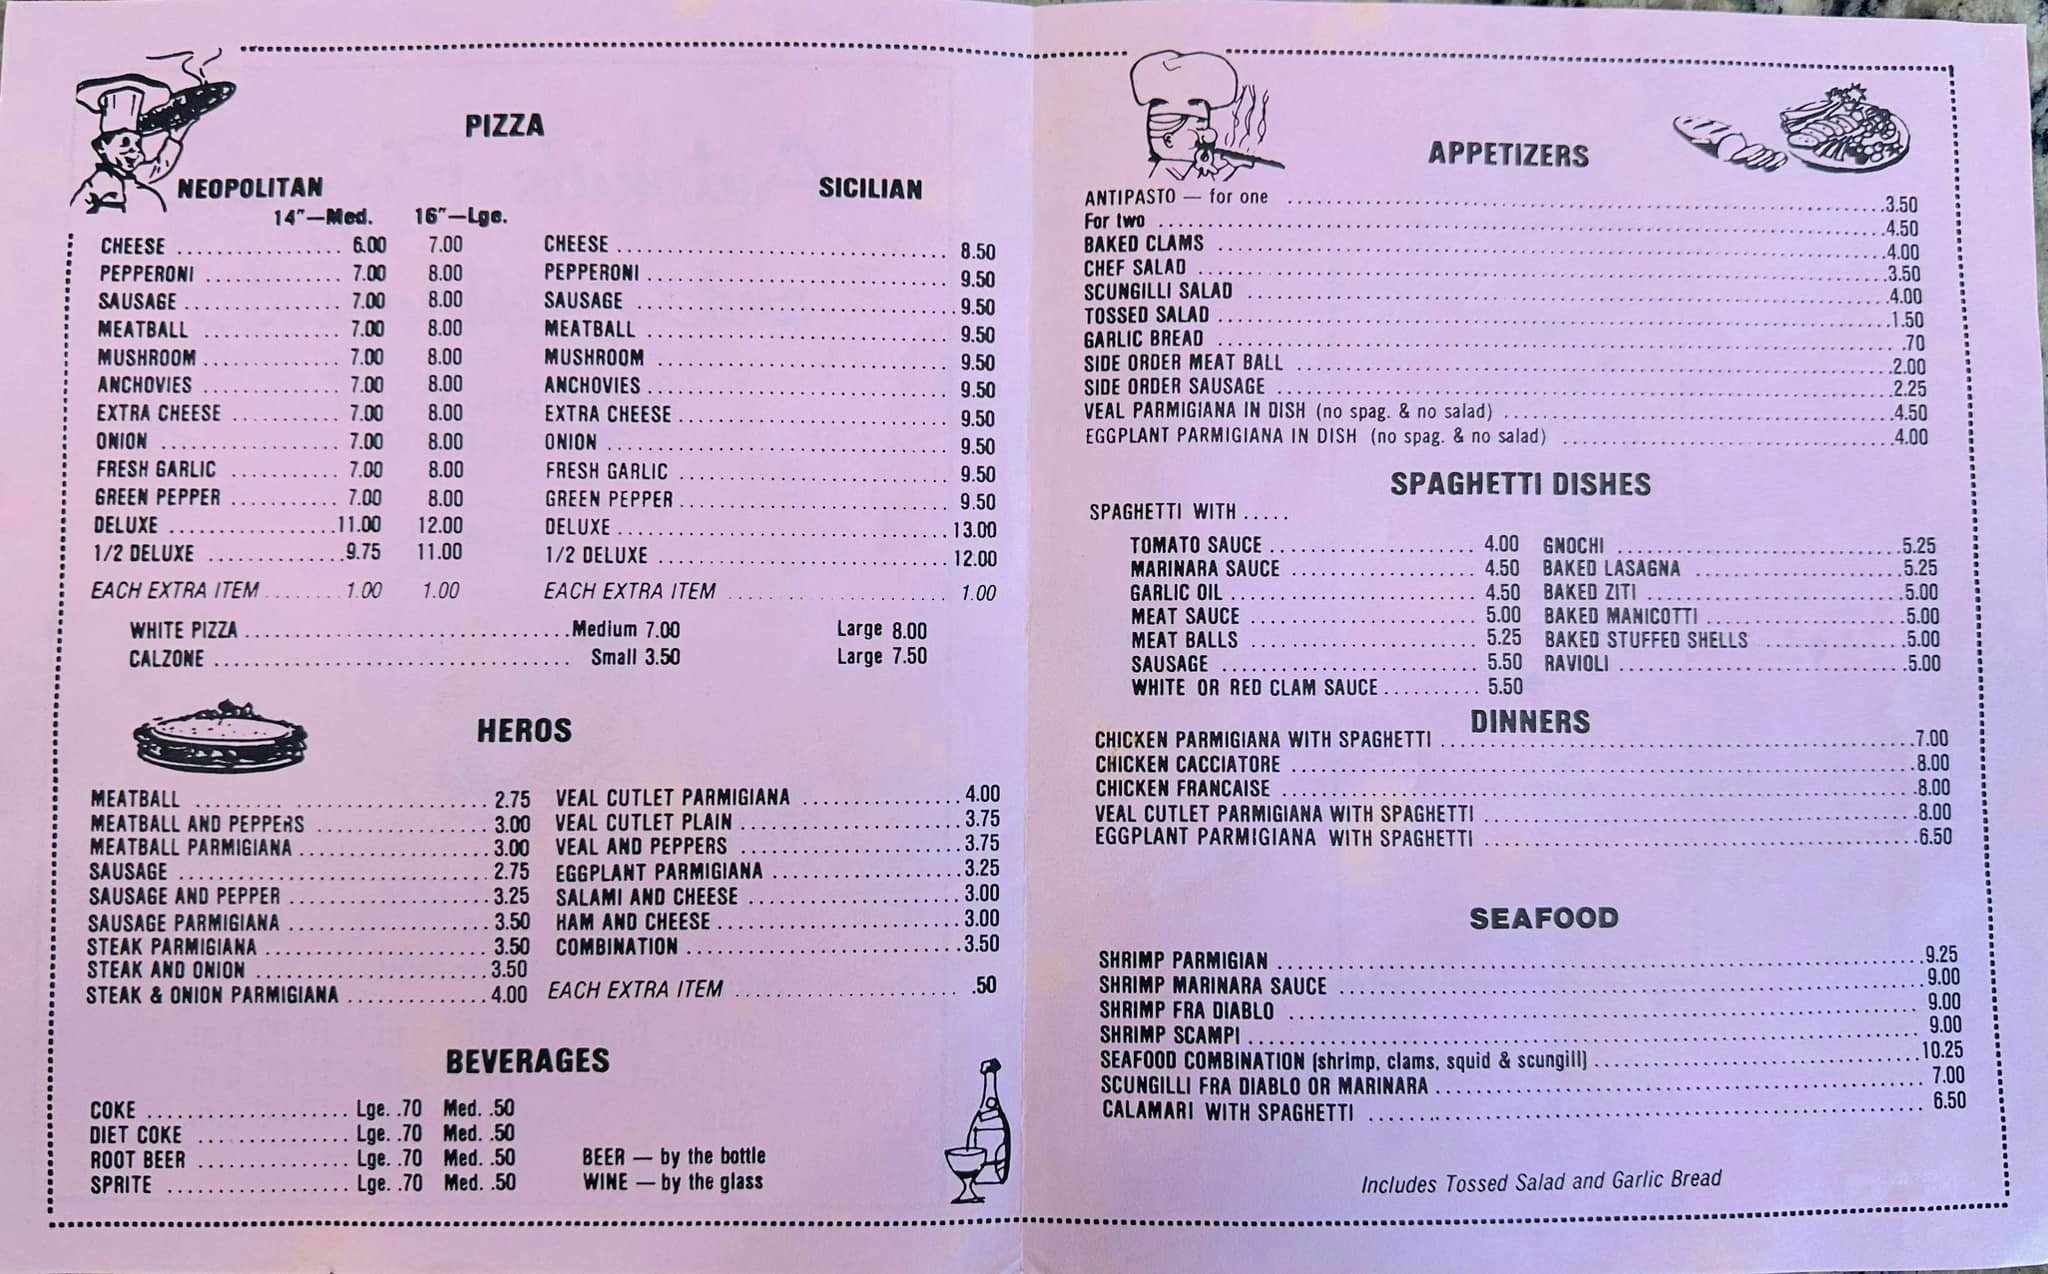 PIZZA
NEOPOLITAN
14"—Med. 16"—Lge.
CHEESE 6.00 7.00
PEPPERONI 7.00 8.00
SAUSAGE 7.00 8.00
MEATBALL 7.00 8.00
MUSHROOM 7.00 8.00
ANCHOVIES 7.00 8.00
EXTRA CHEESE 7.00 8.00
ONION 7.00 8.00
FRESH GARLIC 7.00 8.00
GREEN PEPPER 7.00 8.00
DELUXE 11.00 12.00
1/2 DELUXE 9.75 11.00
EACH EXTRA ITEM 1.00 1.00
SICILIAN
CHEESE 8.50
PEPPERONI 9.50
SAUSAGE 9.50
MEATBALL 9.50
MUSHROOM 9.50
ANCHOVIES 9.50
EXTRA CHEESE 9.50
ONION 9.50
FRESH GARLIC 9.50
GREEN PEPPER 9.50
DELUXE 13.00
1/2 DELUXE 12.00
EACH EXTRA ITEM 1.00
WHITE PIZZA Medium 7.00 Large 8.00
CALZONE Small 3.50 Large 7.50
HEROS
MEATBALL 2.75
MEATBALL AND PEPPERS 3.00
MEATBALL PARMIGIANA 3.00
SAUSAGE 2.75
SAUSAGE AND PEPPER 3.25
SAUSAGE PARMIGIANA 3.50
STEAK PARMIGIANA 3.50
STEAK AND ONION 3.50
STEAK & ONION PARMIGIANA 4.00
VEAL CUTLET PARMIGIANA 4.00
VEAL CUTLET PLAIN 3.75
VEAL AND PEPPERS 3.75
EGGPLANT PARMIGIANA 3.25
SALAMI AND CHEESE 3.00
HAM AND CHEESE 3.00
COMBINATION 3.50
EACH EXTRA ITEM .50
BEVERAGES
COKE Lge. .70 Med. .50
DIET COKE Lge. .70 Med. .50
ROOT BEER Lge. .70 Med. .50
SPRITE Lge. .70 Med. .50
BEER — by the bottle
WINE — by the glass
APPETIZERS
ANTIPASTO — for one 3.50
For two 4.50
BAKED CLAMS 4.00
CHEF SALAD 3.50
SCUNGILLI SALAD 4.00
TOSSED SALAD 1.50
GARLIC BREAD .70
SIDE ORDER MEAT BALL 2.00
SIDE ORDER SAUSAGE 2.25
VEAL PARMIGIANA IN DISH (no spag. & no salad) 4.50
EGGPLANT PARMIGIANA IN DISH (no spag. & no salad) 4.00
SPAGHETTI DISHES
SPAGHETTI WITH .....
TOMATO SAUCE 4.00
MARINARA SAUCE 4.50
GARLIC OIL 4.50
MEAT SAUCE 5.00
MEAT BALLS 5.25
SAUSAGE 5.50
WHITE OR RED CLAM SAUCE 5.50
GNOCHI 5.25
BAKED LASAGNA 5.25
BAKED ZITI 5.00
BAKED MANICOTTI 5.00
BAKED STUFFED SHELLS 5.00
RAVIOLI 5.00
DINNERS
CHICKEN PARMIGIANA WITH SPAGHETTI 7.00
CHICKEN CACCIATORE 8.00
CHICKEN FRANCAISE 8.00
VEAL CUTLET PARMIGIANA WITH SPAGHETTI 8.00
EGGPLANT PARMIGIANA WITH SPAGHETTI 6.50
SEAFOOD
SHRIMP PARMIGIAN 9.25
SHRIMP MARINARA SAUCE 9.00
SHRIMP FRA DIABLO 9.00
SHRIMP SCAMPI 9.00
SEAFOOD COMBINATION (shrimp, clams, squid & scungill) 10.25
SCUNGILLI FRA DIABLO OR MARINARA 7.00
CALAMARI WITH SPAGHETTI 6.50
Includes Tossed Salad and Garlic Bread